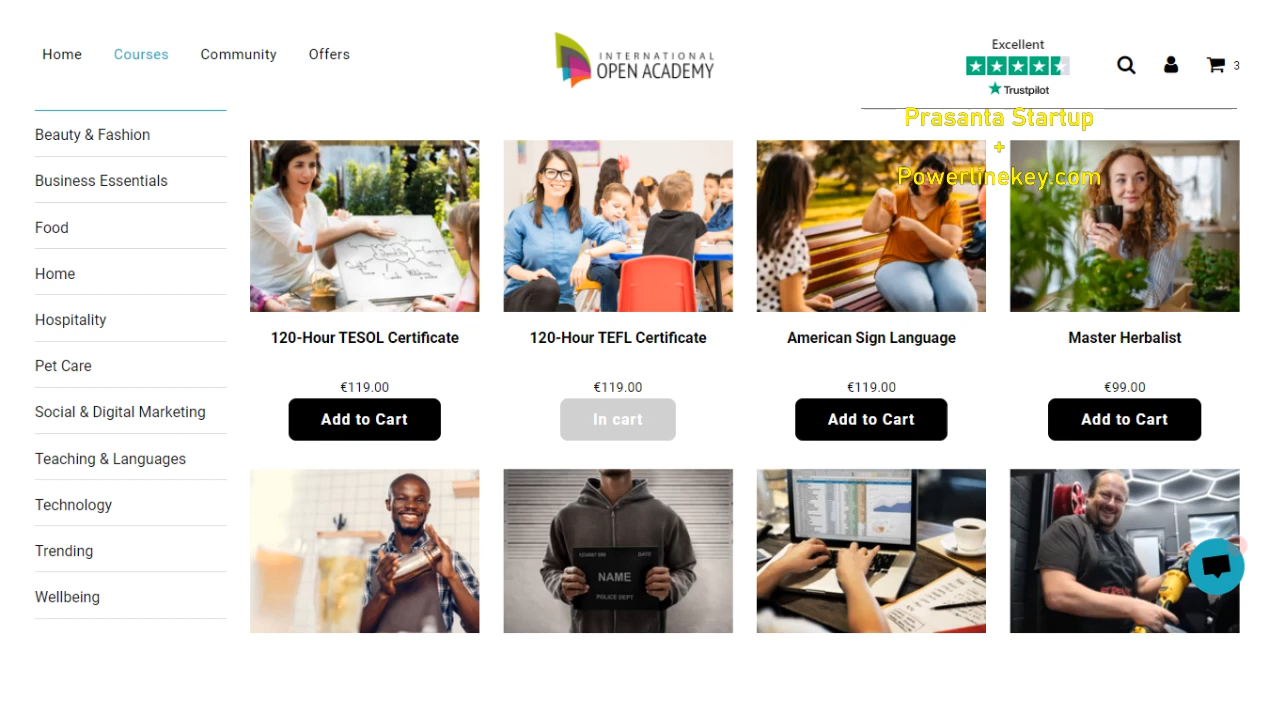 Home Courses Community Offers
INTERNATIONAL
OPEN ACADEMY
Excellent
Trustpilot
3
Prasanta Startup
+
Powerlinekey.com
Beauty & Fashion
Business Essentials
Food
Home
Hospitality
Pet Care
Social & Digital Marketing
Teaching & Languages
Technology
Trending
Wellbeing
120-Hour TESOL Certificate
€119.00
Add to Cart
120-Hour TEFL Certificate
€119.00
In cart
American Sign Language
€119.00
Add to Cart
Master Herbalist
€99.00
Add to Cart
DATE
NAME
POLICE DEPT